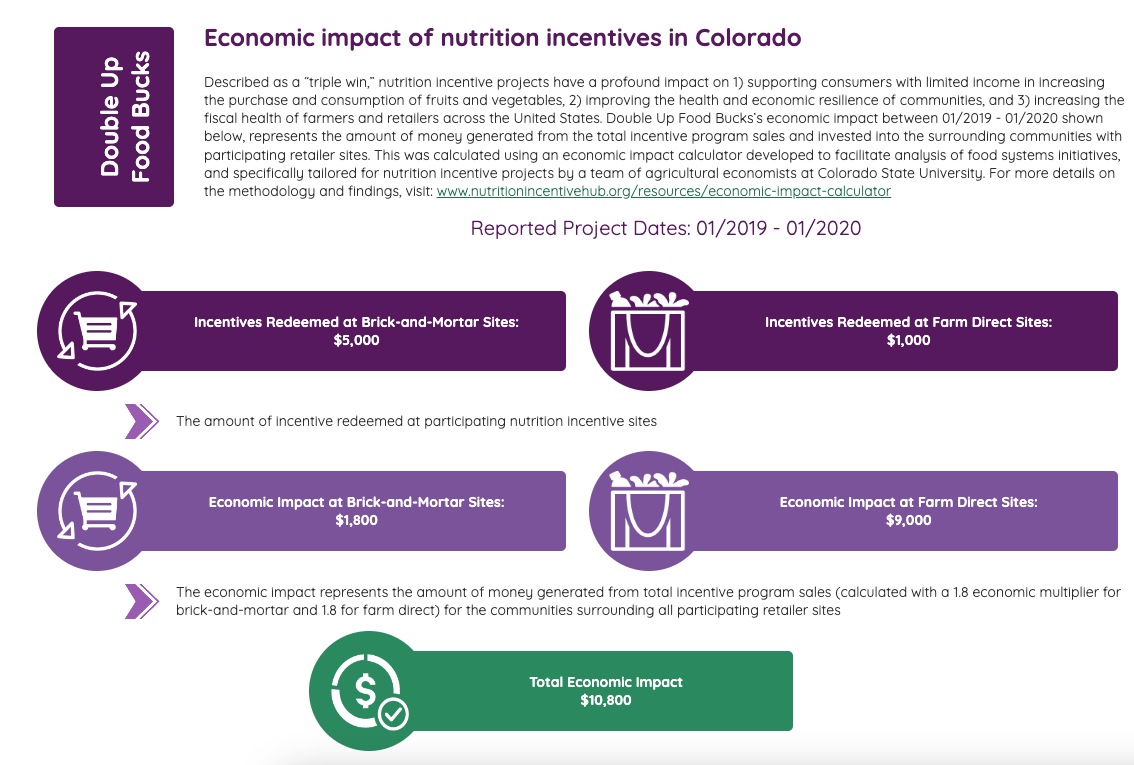 Double Up
Food Bucks
Economic impact of nutrition incentives in Colorado
Described as a “triple win,” nutrition incentive projects have a profound impact on 1) supporting consumers with limited income in increasing
the purchase and consumption of fruits and vegetables, 2) improving the health and economic resilience of communities, and 3) increasing the
fiscal health of farmers and retailers across the United States. Double Up Food Bucks’s economic impact between 01/2019 - 01/2020 shown
below, represents the amount of money generated from the total incentive program sales and invested into the surrounding communities with
participating retailer sites. This was calculated using an economic impact calculator developed to facilitate analysis of food systems initiatives,
and specifically tailored for nutrition incentive projects by a team of agricultural economists at Colorado State University. For more details on
the methodology and findings, visit: www.nutritionincentivehub.org/resources/economic-impact-calculator
Reported Project Dates: 01/2019 - 01/2020
Incentives Redeemed at Brick-and-Mortar Sites:
$5,000
Incentives Redeemed at Farm Direct Sites:
$1,000
The amount of incentive redeemed at participating nutrition incentive sites
Economic Impact at Brick-and-Mortar Sites:
$1,800
Economic Impact at Farm Direct Sites:
$9,000
The economic impact represents the amount of money generated from total incentive program sales (calculated with a 1.8 economic multiplier for
brick-and-mortar and 1.8 for farm direct) for the communities surrounding all participating retailer sites
$
Total Economic Impact
$10,800